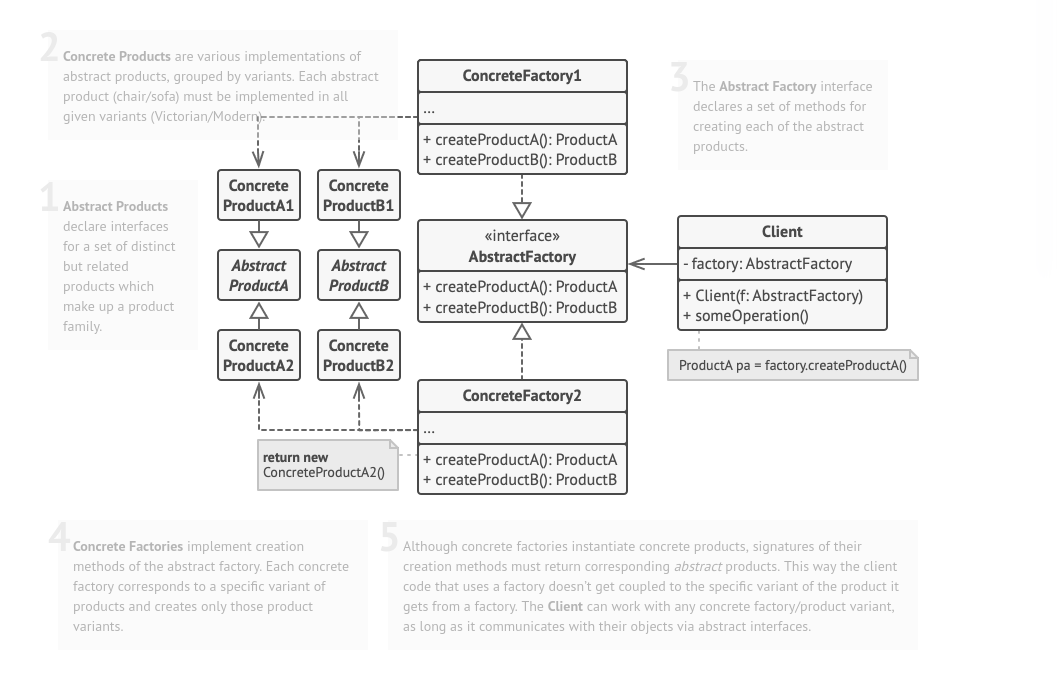 2
Concrete Products are various implementations of
abstract products, grouped by variants. Each abstract
product (chair/sofa) must be implemented in all
given variants (Victorian/Modern).
ConcreteFactory1
...
+ createProductA(): ProductA
+ createProductB(): ProductB
3
The Abstract Factory interface
declares a set of methods for
creating each of the abstract
products.
1
Abstract Products
declare interfaces
for a set of distinct
but related
products which
make up a product
family.
Concrete
ProductA1
Concrete
ProductB1
Abstract
ProductA
Abstract
ProductB
Concrete
ProductA2
Concrete
ProductB2
«interface»
AbstractFactory
+ createProductA(): ProductA
+ createProductB(): ProductB
Client
- factory: AbstractFactory
+ Client(f: AbstractFactory)
+ someOperation()
ProductA pa = factory.createProductA()
ConcreteFactory2
...
+ createProductA(): ProductA
+ createProductB(): ProductB
return new
ConcreteProductA2()
4
Concrete Factories implement creation
methods of the abstract factory. Each concrete
factory corresponds to a specific variant of
products and creates only those product
variants.
5
Although concrete factories instantiate concrete products, signatures of their
creation methods must return corresponding abstract products. This way the client
code that uses a factory doesn't get coupled to the specific variant of the product it
gets from a factory. The Client can work with any concrete factory/product variant,
as long as it communicates with their objects via abstract interfaces.